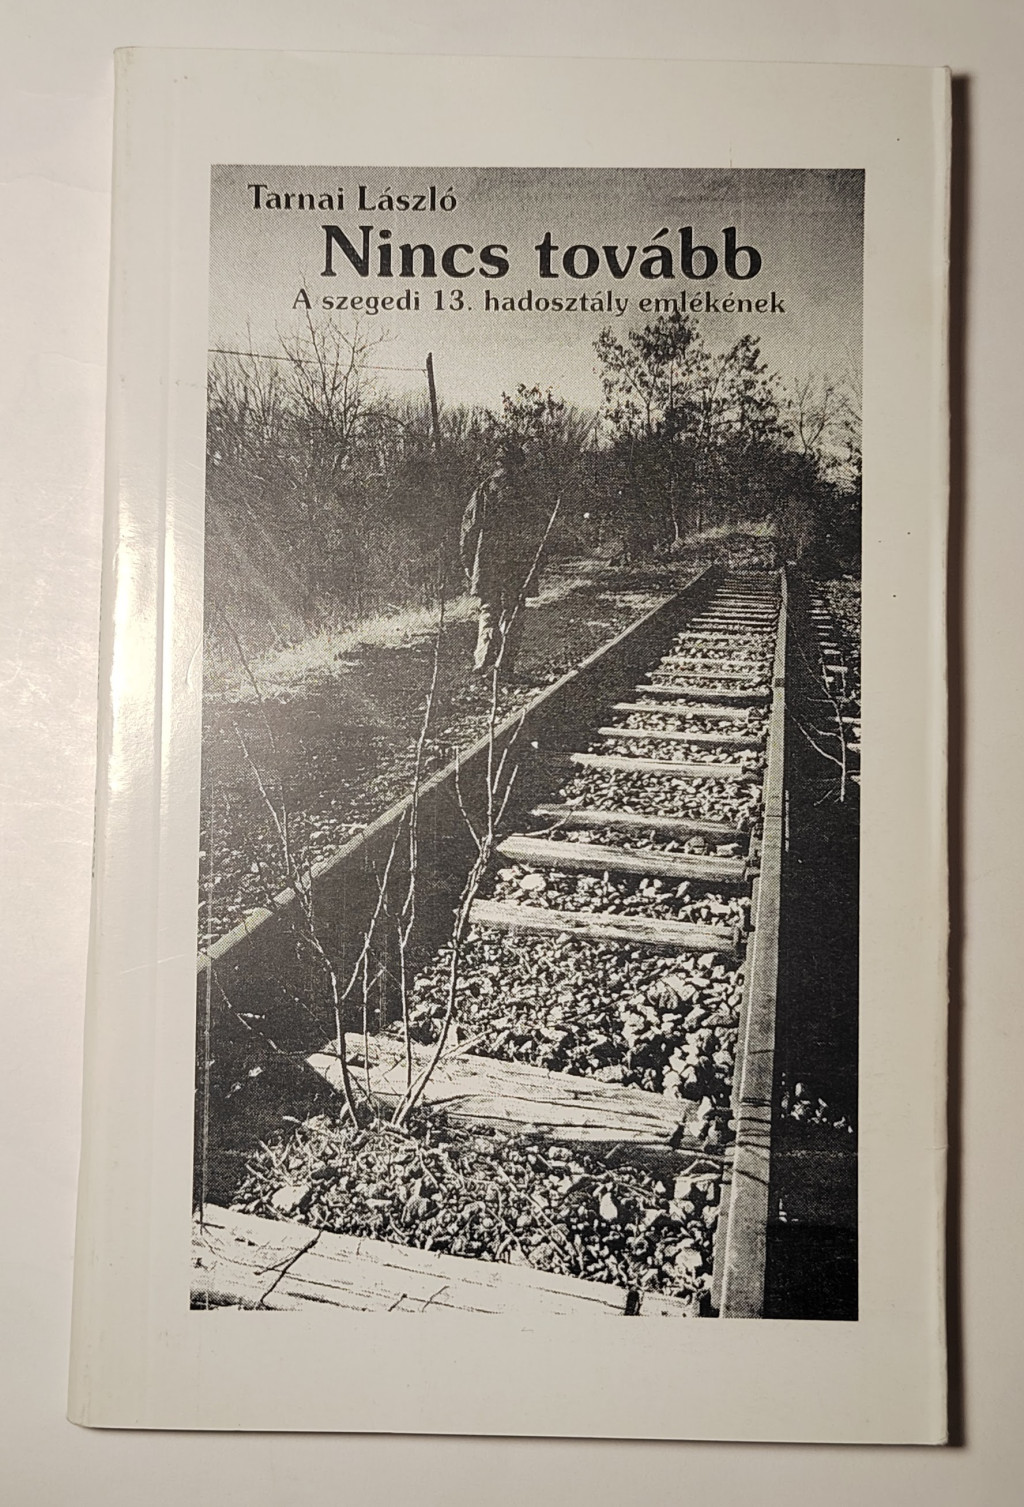 Tarnai László
Nincs tovább
A szegedi 13. hadosztály emlékének